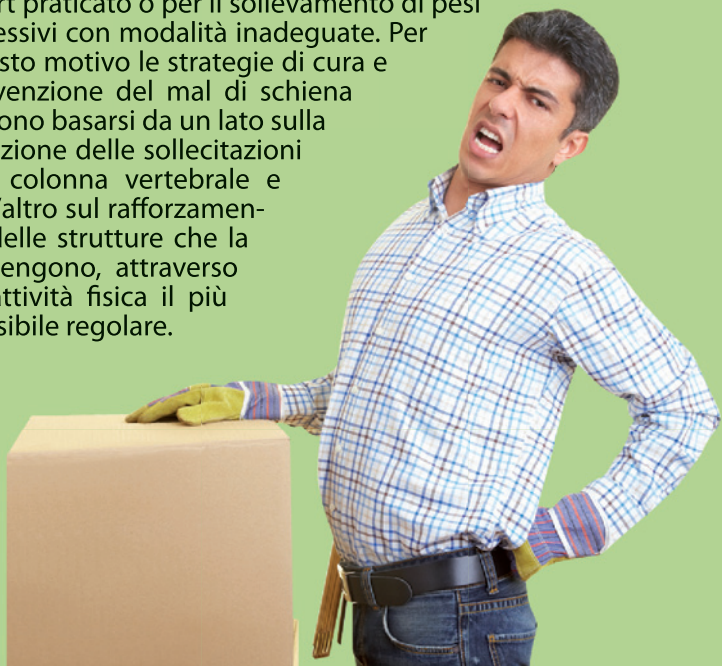 rt praticato o per il sollevamento di pesi
essivi con modalità inadeguate. Per
sto motivo le strategie di cura e
venzione del mal di schiena
ono basarsi da un lato sulla
zione delle sollecitazioni
colonna vertebrale e
'altro sul rafforzamen-
elle strutture che la
engono, attraverso
ttività fisica il più
sibile regolare.